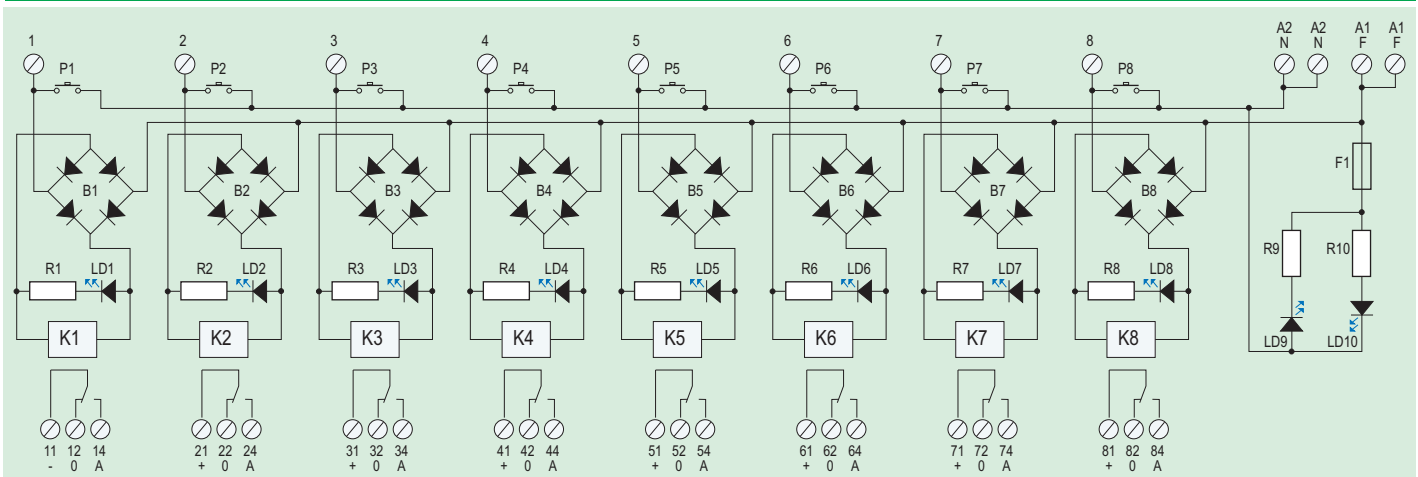 1 2 3 4 5 6 7 8 A2 A2 A1 A1
N N F F
P1 P2 P3 P4 P5 P6 P7 P8
F1
B1 B2 B3 B4 B5 B6 B7 B8
R9 R10
R1 LD1 R2 LD2 R3 LD3 R4 LD4 R5 LD5 R6 LD6 R7 LD7 R8 LD8
K1 K2 K3 K4 K5 K6 K7 K8 LD9 LD10
11 12 14 21 22 24 31 32 34 41 42 44 51 52 54 61 62 64 71 72 74 81 82 84
- 0 A + 0 A + 0 A + 0 A + 0 A + 0 A + 0 A + 0 A